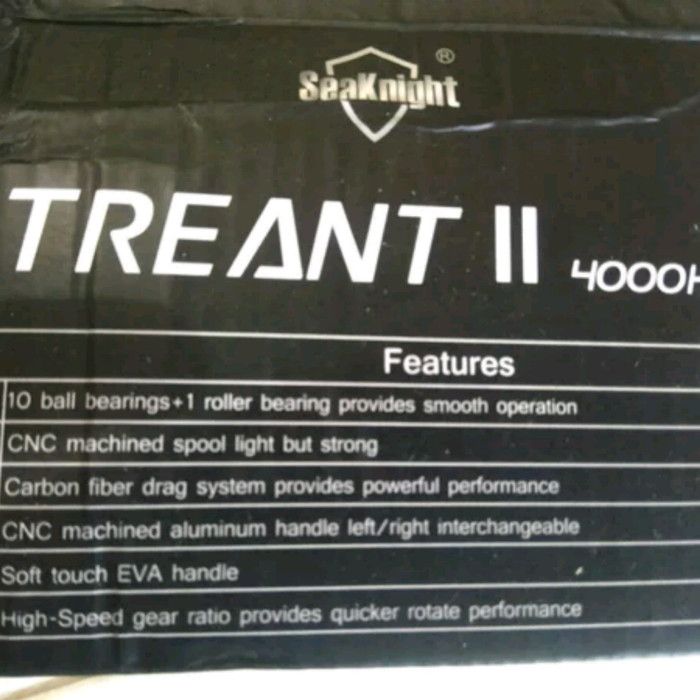 SeaKnight ®
TREANT II 4000H
Features
10 ball bearings+1 roller bearing provides smooth operation
CNC machined spool light but strong
Carbon fiber drag system provides powerful performance
CNC machined aluminum handle left/right interchangeable
Soft touch EVA handle
High-Speed gear ratio provides quicker rotate performance